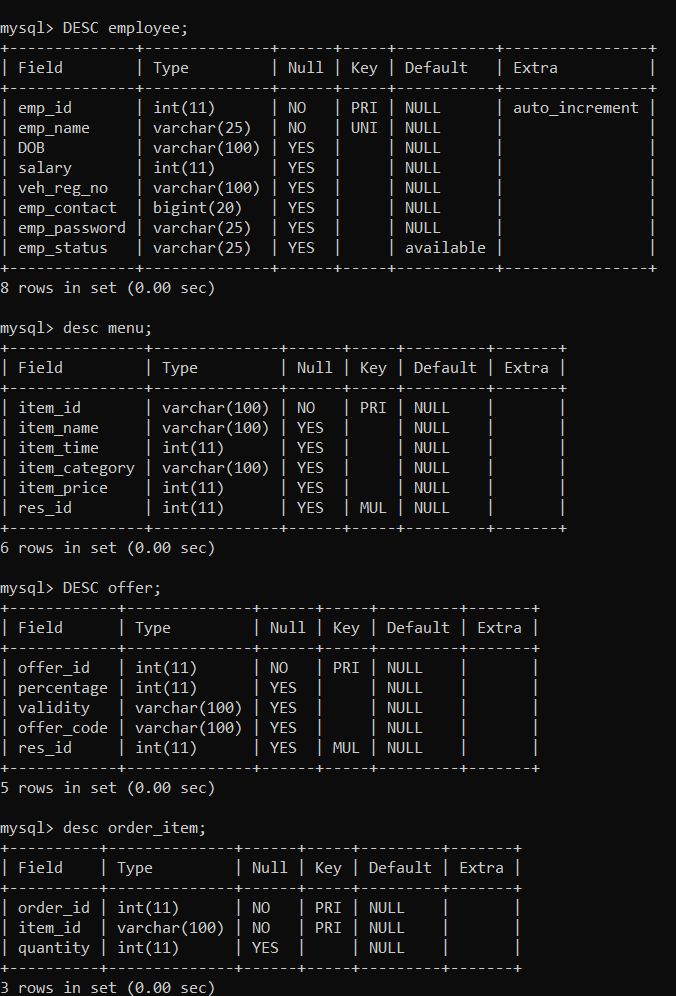 mysql> DESC employee;
+--------------+--------------+------+-----+-----------+----------------+
| Field        | Type         | Null | Key | Default   | Extra          |
+--------------+--------------+------+-----+-----------+----------------+
| emp_id       | int(11)      | NO   | PRI | NULL      | auto_increment |
| emp_name     | varchar(25)  | NO   | UNI | NULL      |                |
| DOB          | varchar(100) | YES  |     | NULL      |                |
| salary       | int(11)      | YES  |     | NULL      |                |
| veh_reg_no   | varchar(100) | YES  |     | NULL      |                |
| emp_contact  | bigint(20)   | YES  |     | NULL      |                |
| emp_password | varchar(25)  | YES  |     | NULL      |                |
| emp_status   | varchar(25)  | YES  |     | available |                |
+--------------+--------------+------+-----+-----------+----------------+
8 rows in set (0.00 sec)

mysql> desc menu;
+---------------+--------------+------+-----+---------+-------+
| Field         | Type         | Null | Key | Default | Extra |
+---------------+--------------+------+-----+---------+-------+
| item_id       | varchar(100) | NO   | PRI | NULL    |       |
| item_name     | varchar(100) | YES  |     | NULL    |       |
| item_time     | int(11)      | YES  |     | NULL    |       |
| item_category | varchar(100) | YES  |     | NULL    |       |
| item_price    | int(11)      | YES  |     | NULL    |       |
| res_id        | int(11)      | YES  | MUL | NULL    |       |
+---------------+--------------+------+-----+---------+-------+
6 rows in set (0.00 sec)

mysql> DESC offer;
+------------+--------------+------+-----+---------+-------+
| Field      | Type         | Null | Key | Default | Extra |
+------------+--------------+------+-----+---------+-------+
| offer_id   | int(11)      | NO   | PRI | NULL    |       |
| percentage | int(11)      | YES  |     | NULL    |       |
| validity   | varchar(100) | YES  |     | NULL    |       |
| offer_code | varchar(100) | YES  |     | NULL    |       |
| res_id     | int(11)      | YES  | MUL | NULL    |       |
+------------+--------------+------+-----+---------+-------+
5 rows in set (0.00 sec)

mysql> desc order_item;
+----------+--------------+------+-----+---------+-------+
| Field    | Type         | Null | Key | Default | Extra |
+----------+--------------+------+-----+---------+-------+
| order_id | int(11)      | NO   | PRI | NULL    |       |
| item_id  | varchar(100) | NO   | PRI | NULL    |       |
| quantity | int(11)      | YES  |     | NULL    |       |
+----------+--------------+------+-----+---------+-------+
3 rows in set (0.00 sec)